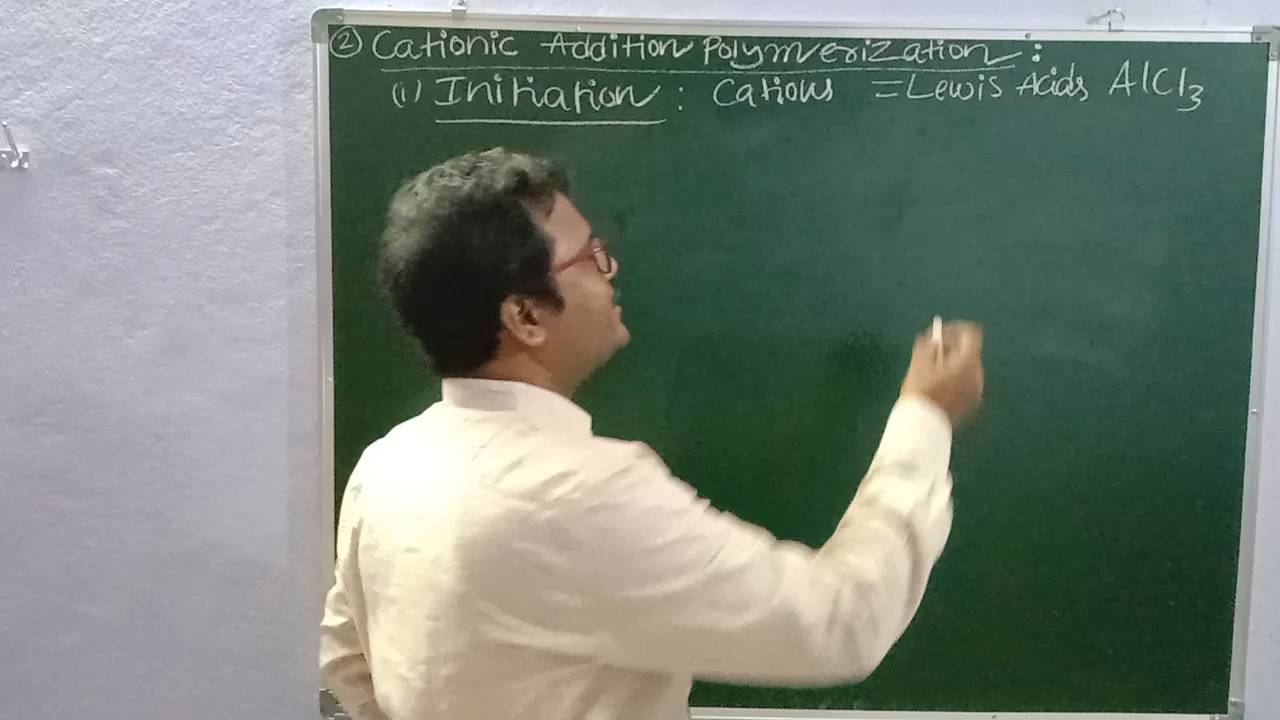 ② Cationic Addition Polymerization :
(i) Initiation : Cations = Lewis Acids AlCl₃